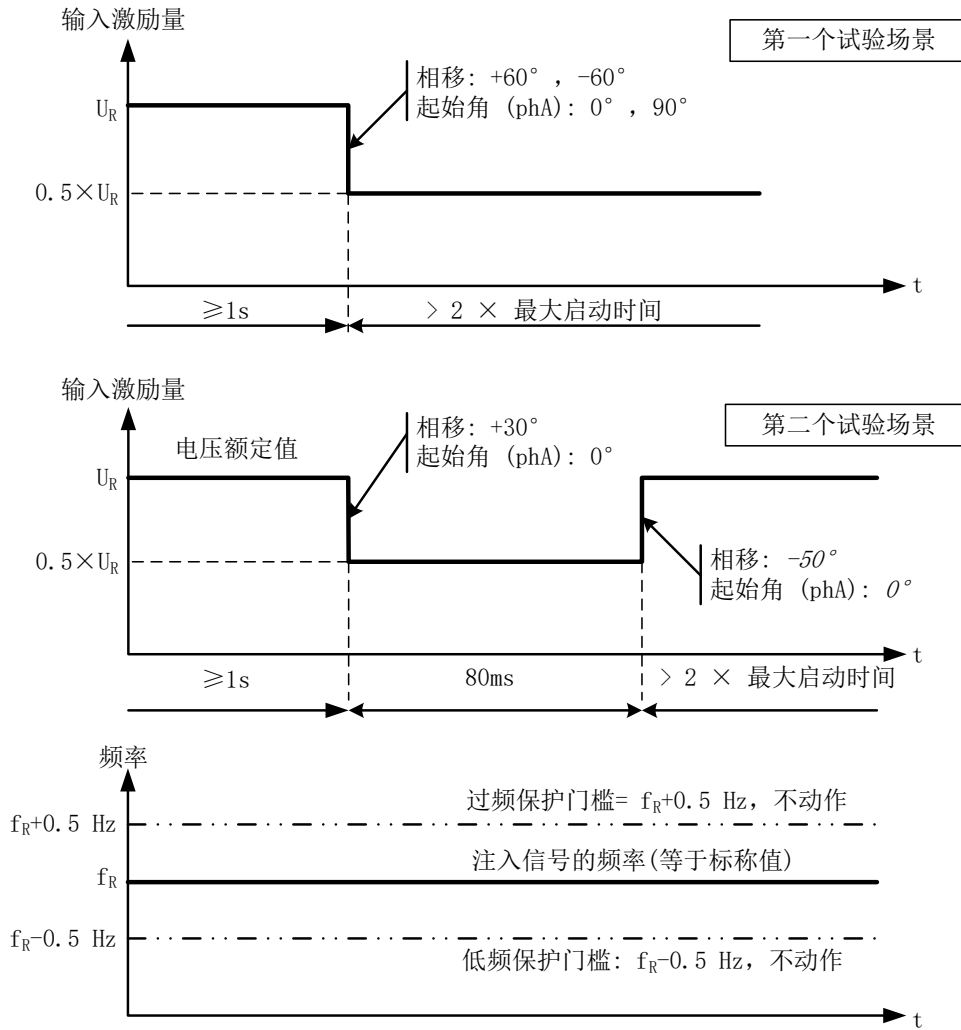 输入激励量
第一个试验场景
相移: +60° , -60°
起始角 (phA): 0° , 90°
U_R
0.5×U_R
t
≥1s
> 2 × 最大启动时间
输入激励量
第二个试验场景
电压额定值
相移: +30°
起始角 (phA): 0°
U_R
0.5×U_R
相移: -50°
起始角 (phA): 0°
t
≥1s
80ms
> 2 × 最大启动时间
频率
过频保护门槛= f_R+0.5 Hz, 不动作
f_R+0.5 Hz
注入信号的频率(等于标称值)
f_R
f_R-0.5 Hz
低频保护门槛: f_R-0.5 Hz, 不动作
t